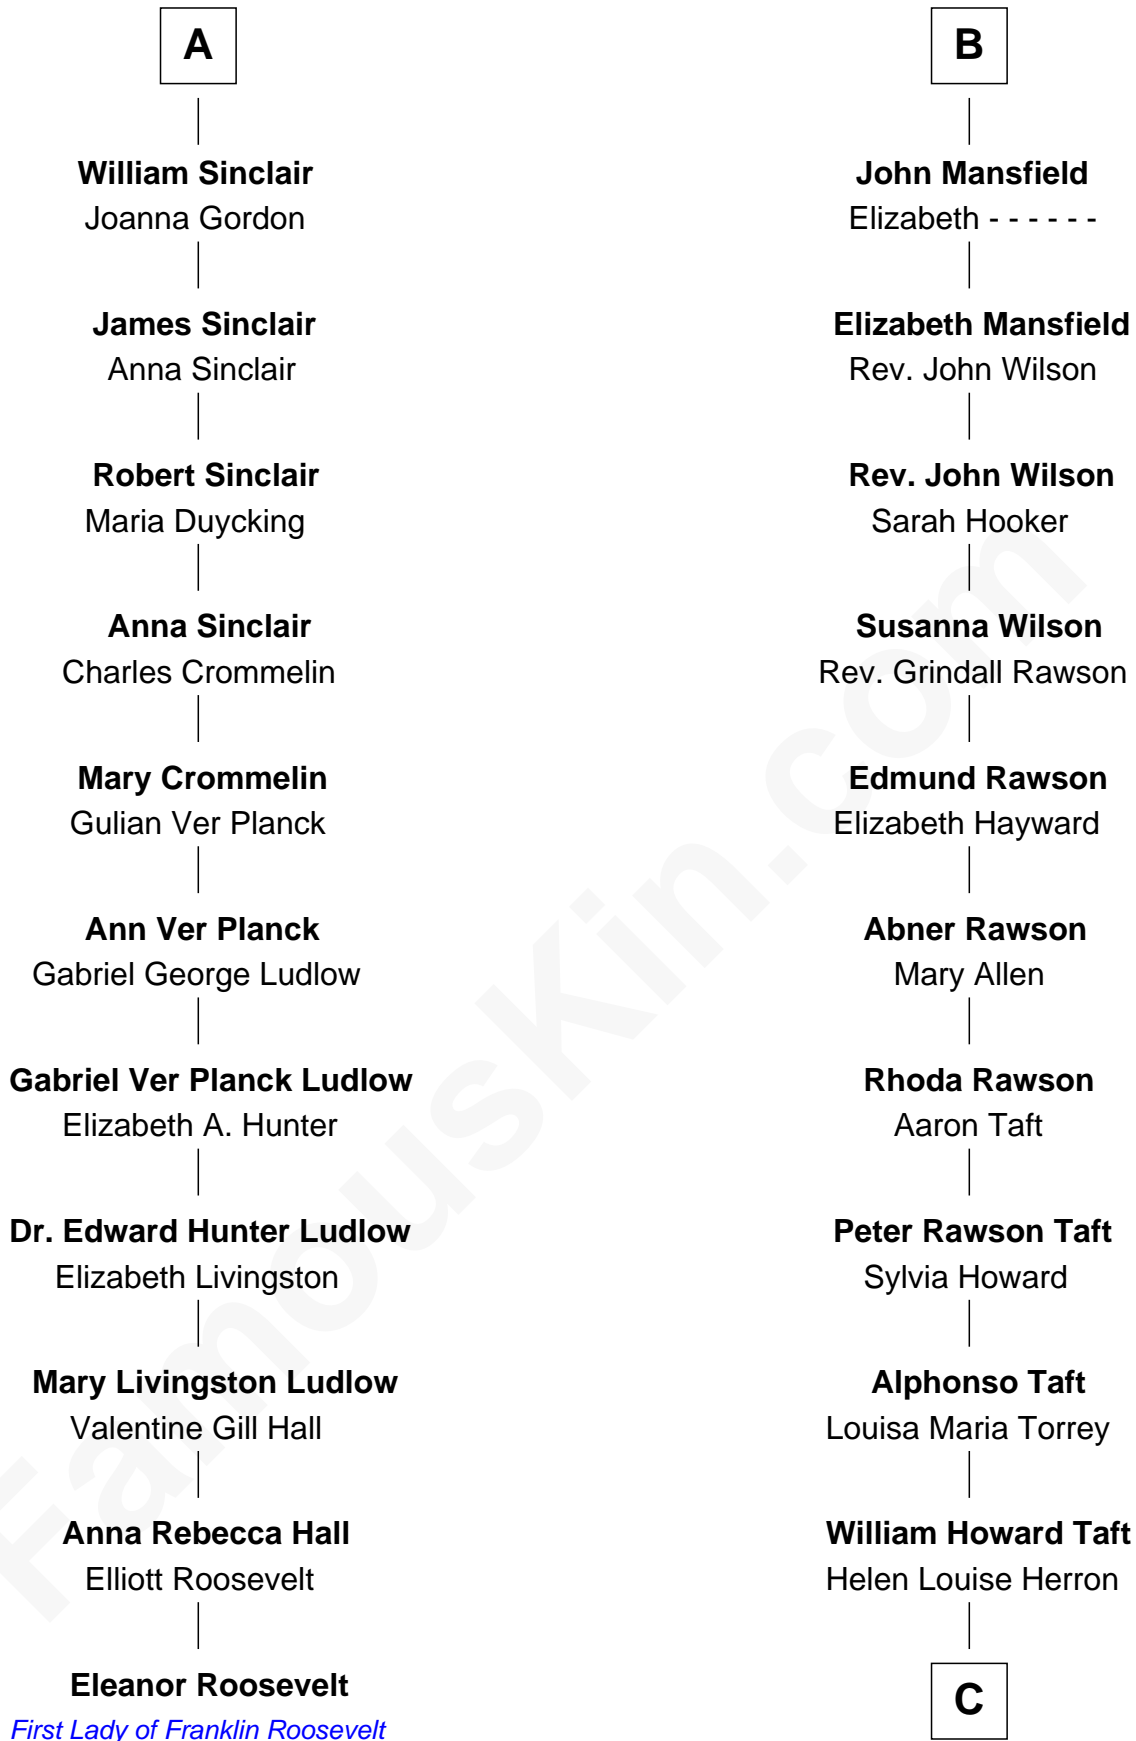 A
William Sinclair
Joanna Gordon
James Sinclair
Anna Sinclair
Robert Sinclair
Maria Duycking
Anna Sinclair
Charles Crommelin
Mary Crommelin
Gulian Ver Planck
Ann Ver Planck
Gabriel George Ludlow
Gabriel Ver Planck Ludlow
Elizabeth A. Hunter
Dr. Edward Hunter Ludlow
Elizabeth Livingston
Mary Livingston Ludlow
Valentine Gill Hall
Anna Rebecca Hall
Elliott Roosevelt
Eleanor Roosevelt
First Lady of Franklin Roosevelt
B
John Mansfield
Elizabeth - - - - - -
Elizabeth Mansfield
Rev. John Wilson
Rev. John Wilson
Sarah Hooker
Susanna Wilson
Rev. Grindall Rawson
Edmund Rawson
Elizabeth Hayward
Abner Rawson
Mary Allen
Rhoda Rawson
Aaron Taft
Peter Rawson Taft
Sylvia Howard
Alphonso Taft
Louisa Maria Torrey
William Howard Taft
Helen Louise Herron
C
FamousKin.com